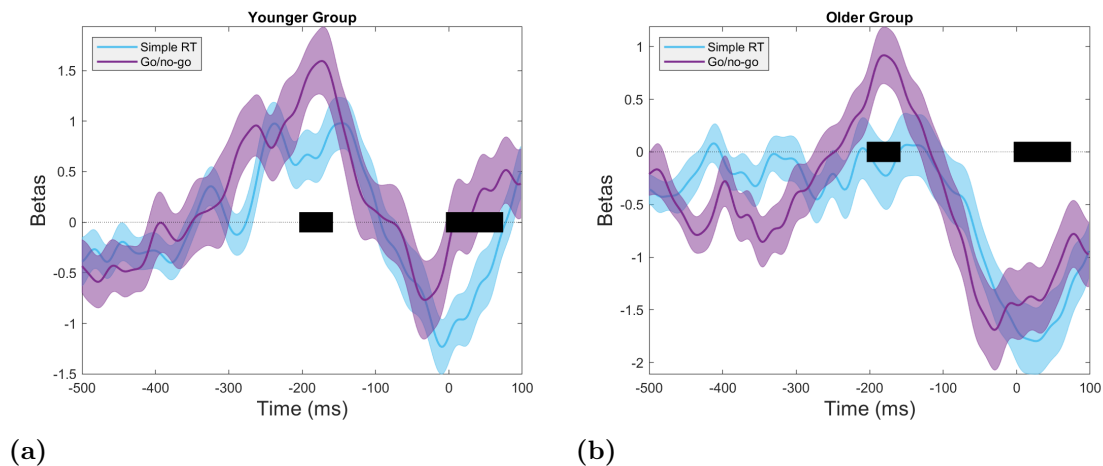 Younger Group
Simple RT
Go/no-go
1.5
1
0.5
0
-0.5
-1
-1.5
Betas
-500
-400
-300
-200
-100
0
100
Time (ms)
(a)
Older Group
Simple RT
Go/no-go
1
0.5
0
-0.5
-1
-1.5
-2
Betas
-500
-400
-300
-200
-100
0
100
Time (ms)
(b)